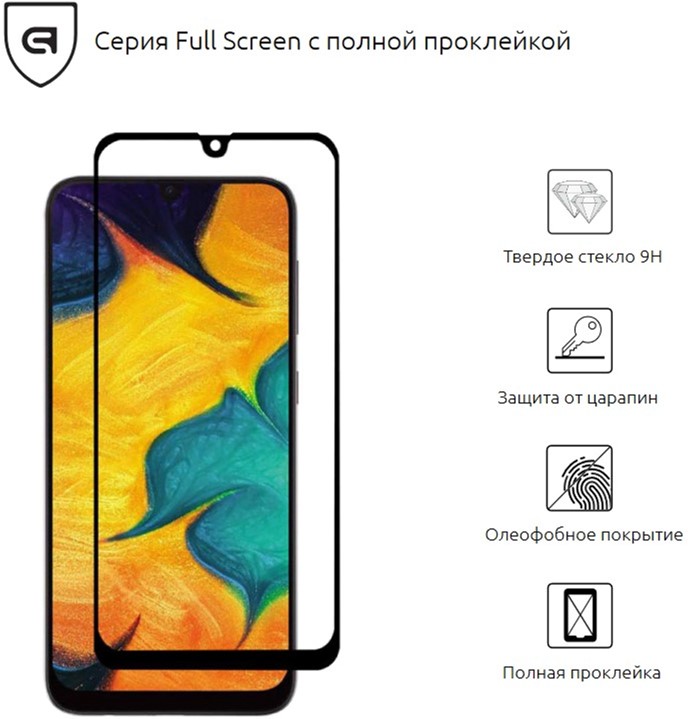 Серия Full Screen с полной проклейкой
Твердое стекло 9H
Защита от царапин
Олеофобное покрытие
Полная проклейка